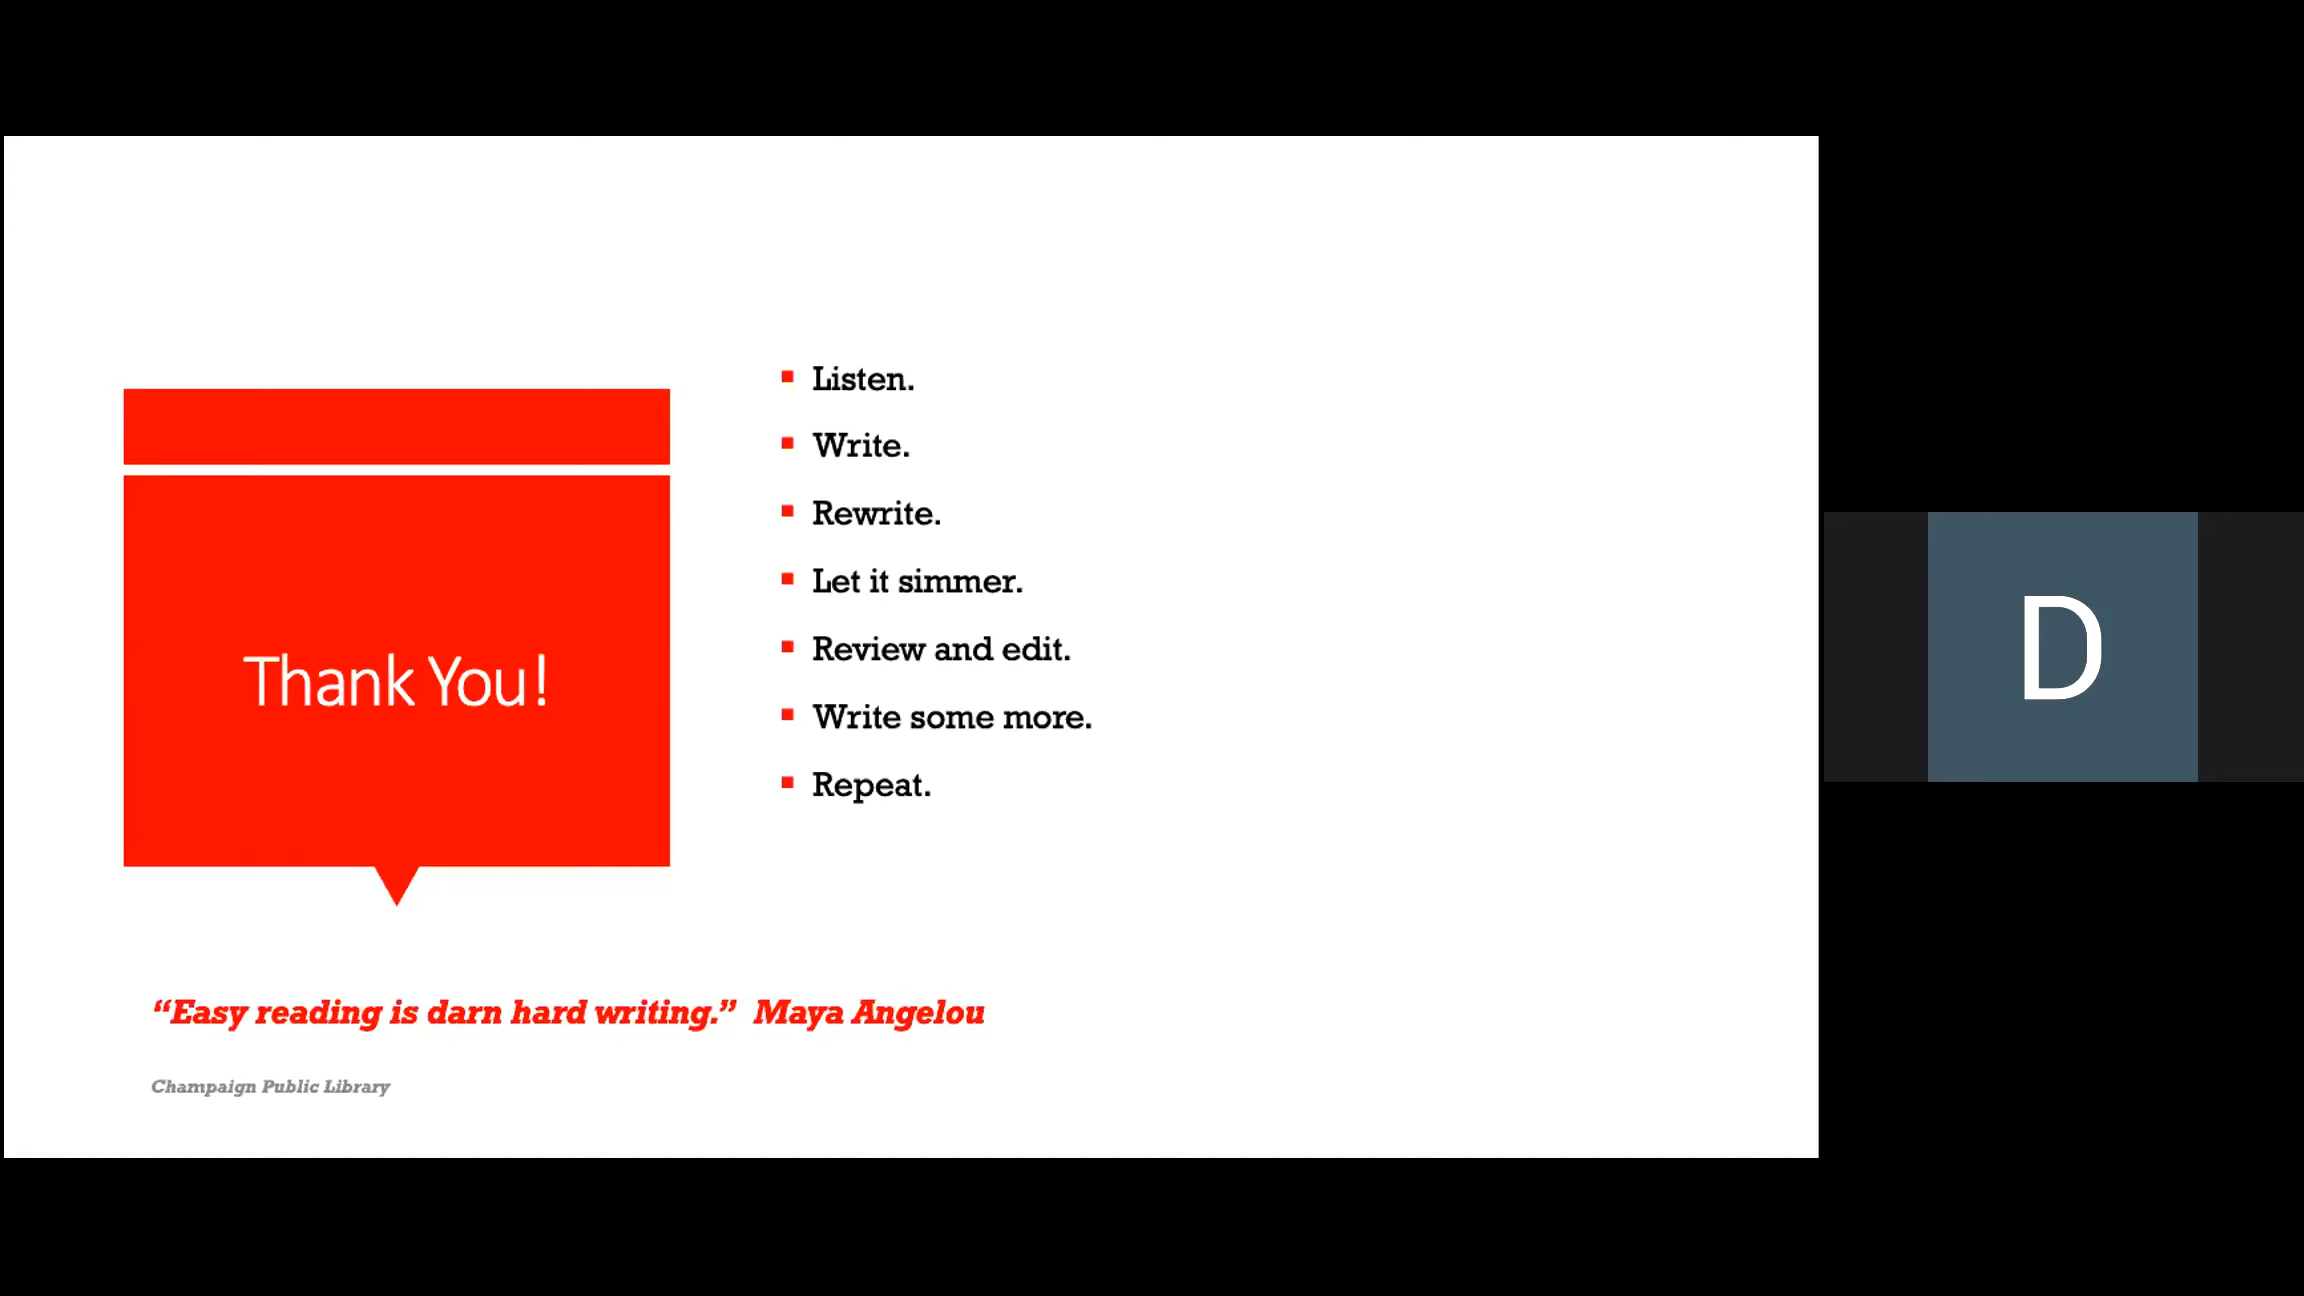 Thank You!
Listen.
Write.
Rewrite.
Let it simmer.
Review and edit.
Write some more.
Repeat.
“Easy reading is darn hard writing.” Maya Angelou
Champaign Public Library
D